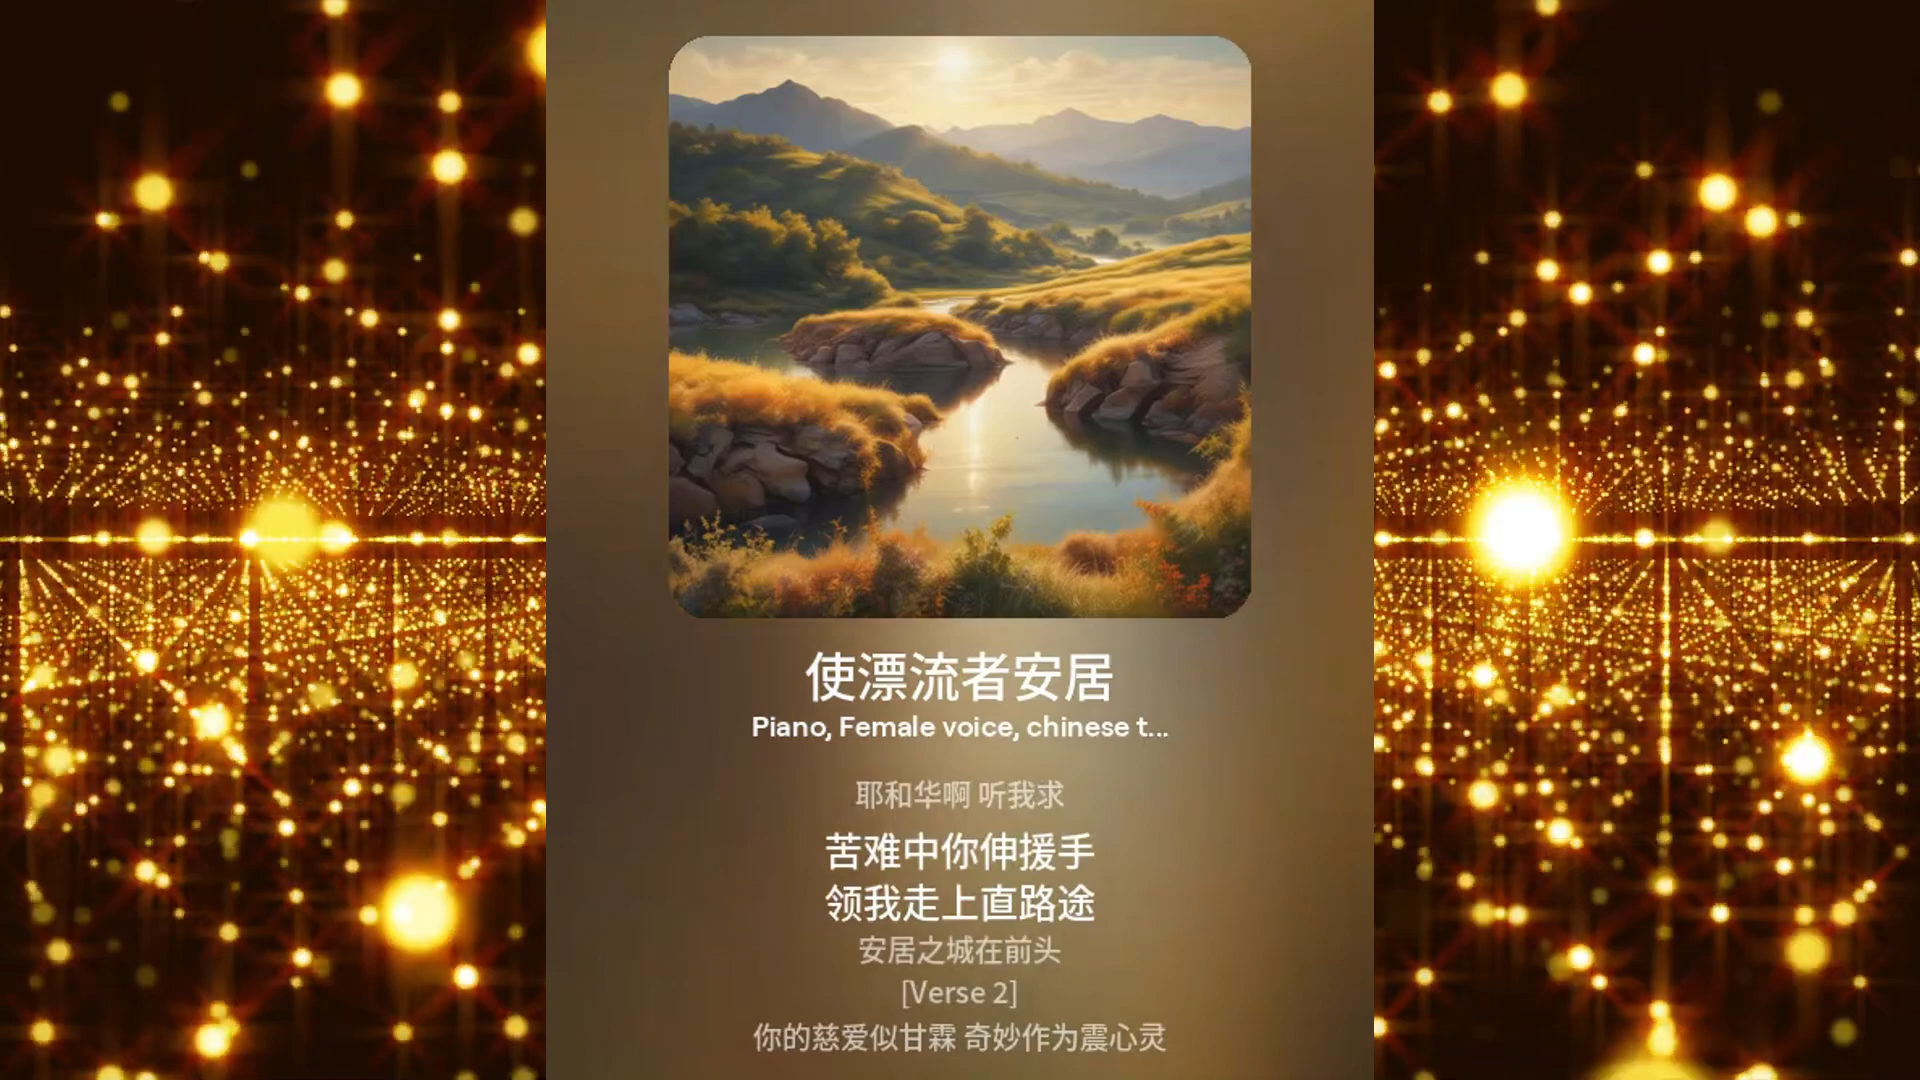 使漂流者安居
Piano, Female voice, chinese t...
耶和华啊 听我求
苦难中你伸援手
领我走上直路途
安居之城在前头
[Verse 2]
你的慈爱似甘霖 奇妙作为震心灵